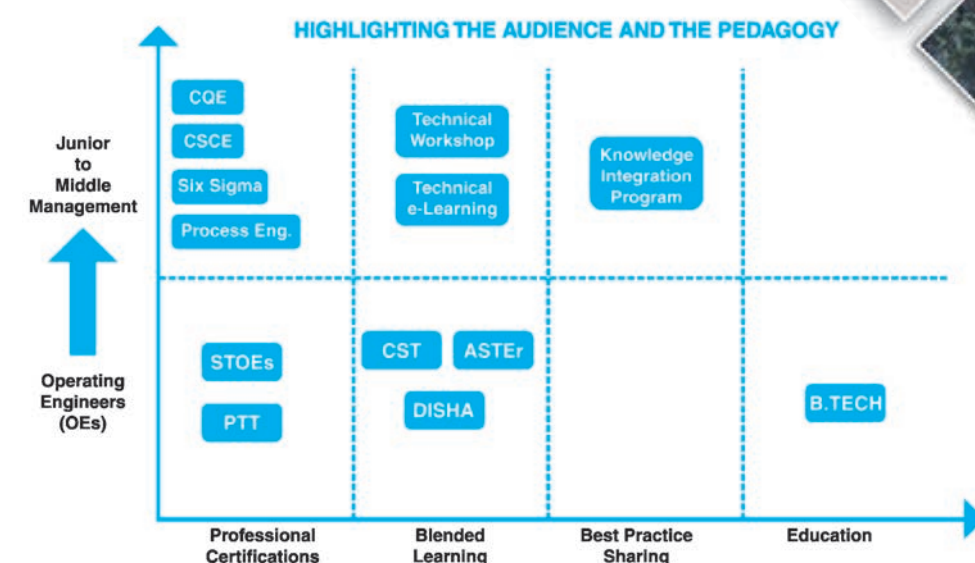 HIGHLIGHTING THE AUDIENCE AND THE PEDAGOGY
Junior
to
Middle
Management
CQE
CSCE
Six Sigma
Process Eng.
Technical
Workshop
Technical
e-Learning
Knowledge
Integration
Program
Operating
Engineers
(OEs)
STOEs
PTT
CST
ASTEr
DISHA
B.TECH
Professional
Certifications
Blended
Learning
Best Practice
Sharing
Education